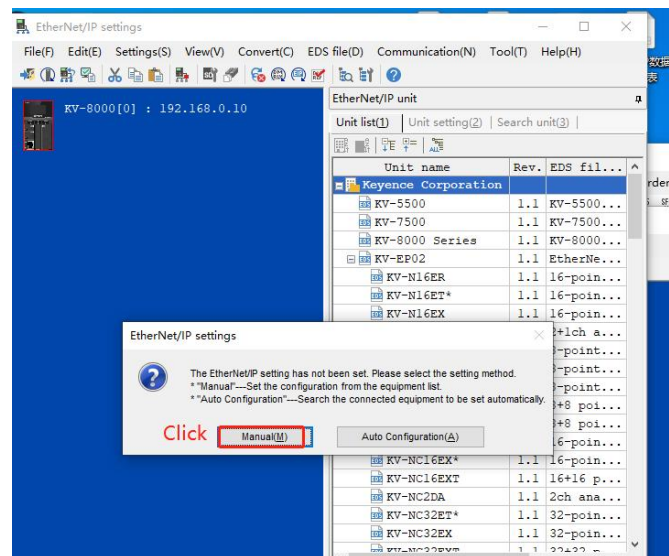 EtherNet/IP settings
File(F) Edit(E) Settings(S) View(V) Convert(C) EDS file(D) Communication(N) Tool(T) Help(H)
KV-8000[0] : 192.168.0.10
EtherNet/IP unit
Unit list(1) Unit setting(2) Search unit(3)
Unit name Rev. EDS fil...
Keyence Corporation
KV-5500 1.1 KV-5500...
KV-7500 1.1 KV-7500...
KV-8000 Series 1.1 KV-8000...
KV-EP02 1.1 EtherNe...
KV-N16ER 1.1 16-poin...
KV-N16ET* 1.1 16-poin...
KV-N16EX 1.1 16-poin...
EtherNet/IP settings
The EtherNet/IP setting has not been set. Please select the setting method.
* "Manual"---Set the configuration from the equipment list.
* "Auto Configuration"---Search the connected equipment to be set automatically.
Click Manual(M) Auto Configuration(A)
KV-NC16EX* 1.1 16-poin...
KV-NC16EXT 1.1 16+16 p...
KV-NC2DA 1.1 2ch ana...
KV-NC32ET* 1.1 32-poin...
KV-NC32EX 1.1 32-poin...